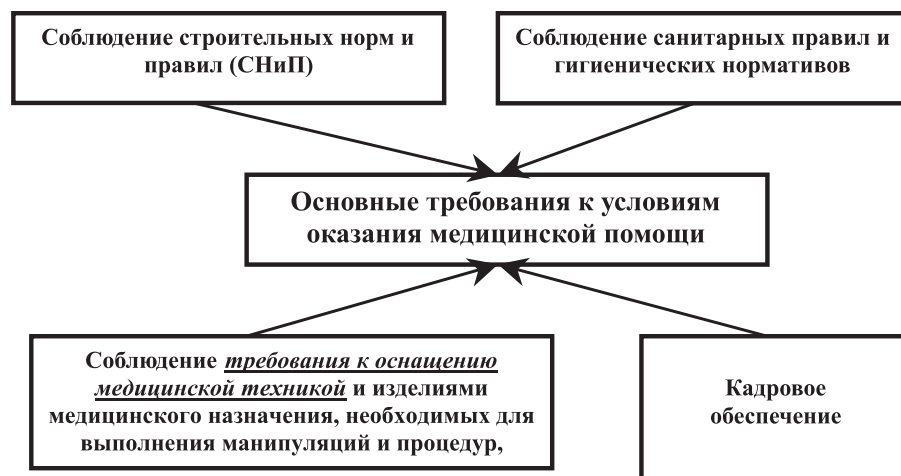 Соблюдение строительных норм и
правил (СНиП)
Соблюдение санитарных правил и
гигиенических нормативов
Основные требования к условиям
оказания медицинской помощи
Соблюдение требования к оснащению
медицинской техникой и изделиями
медицинского назначения, необходимых для
выполнения манипуляций и процедур,
Кадровое
обеспечение